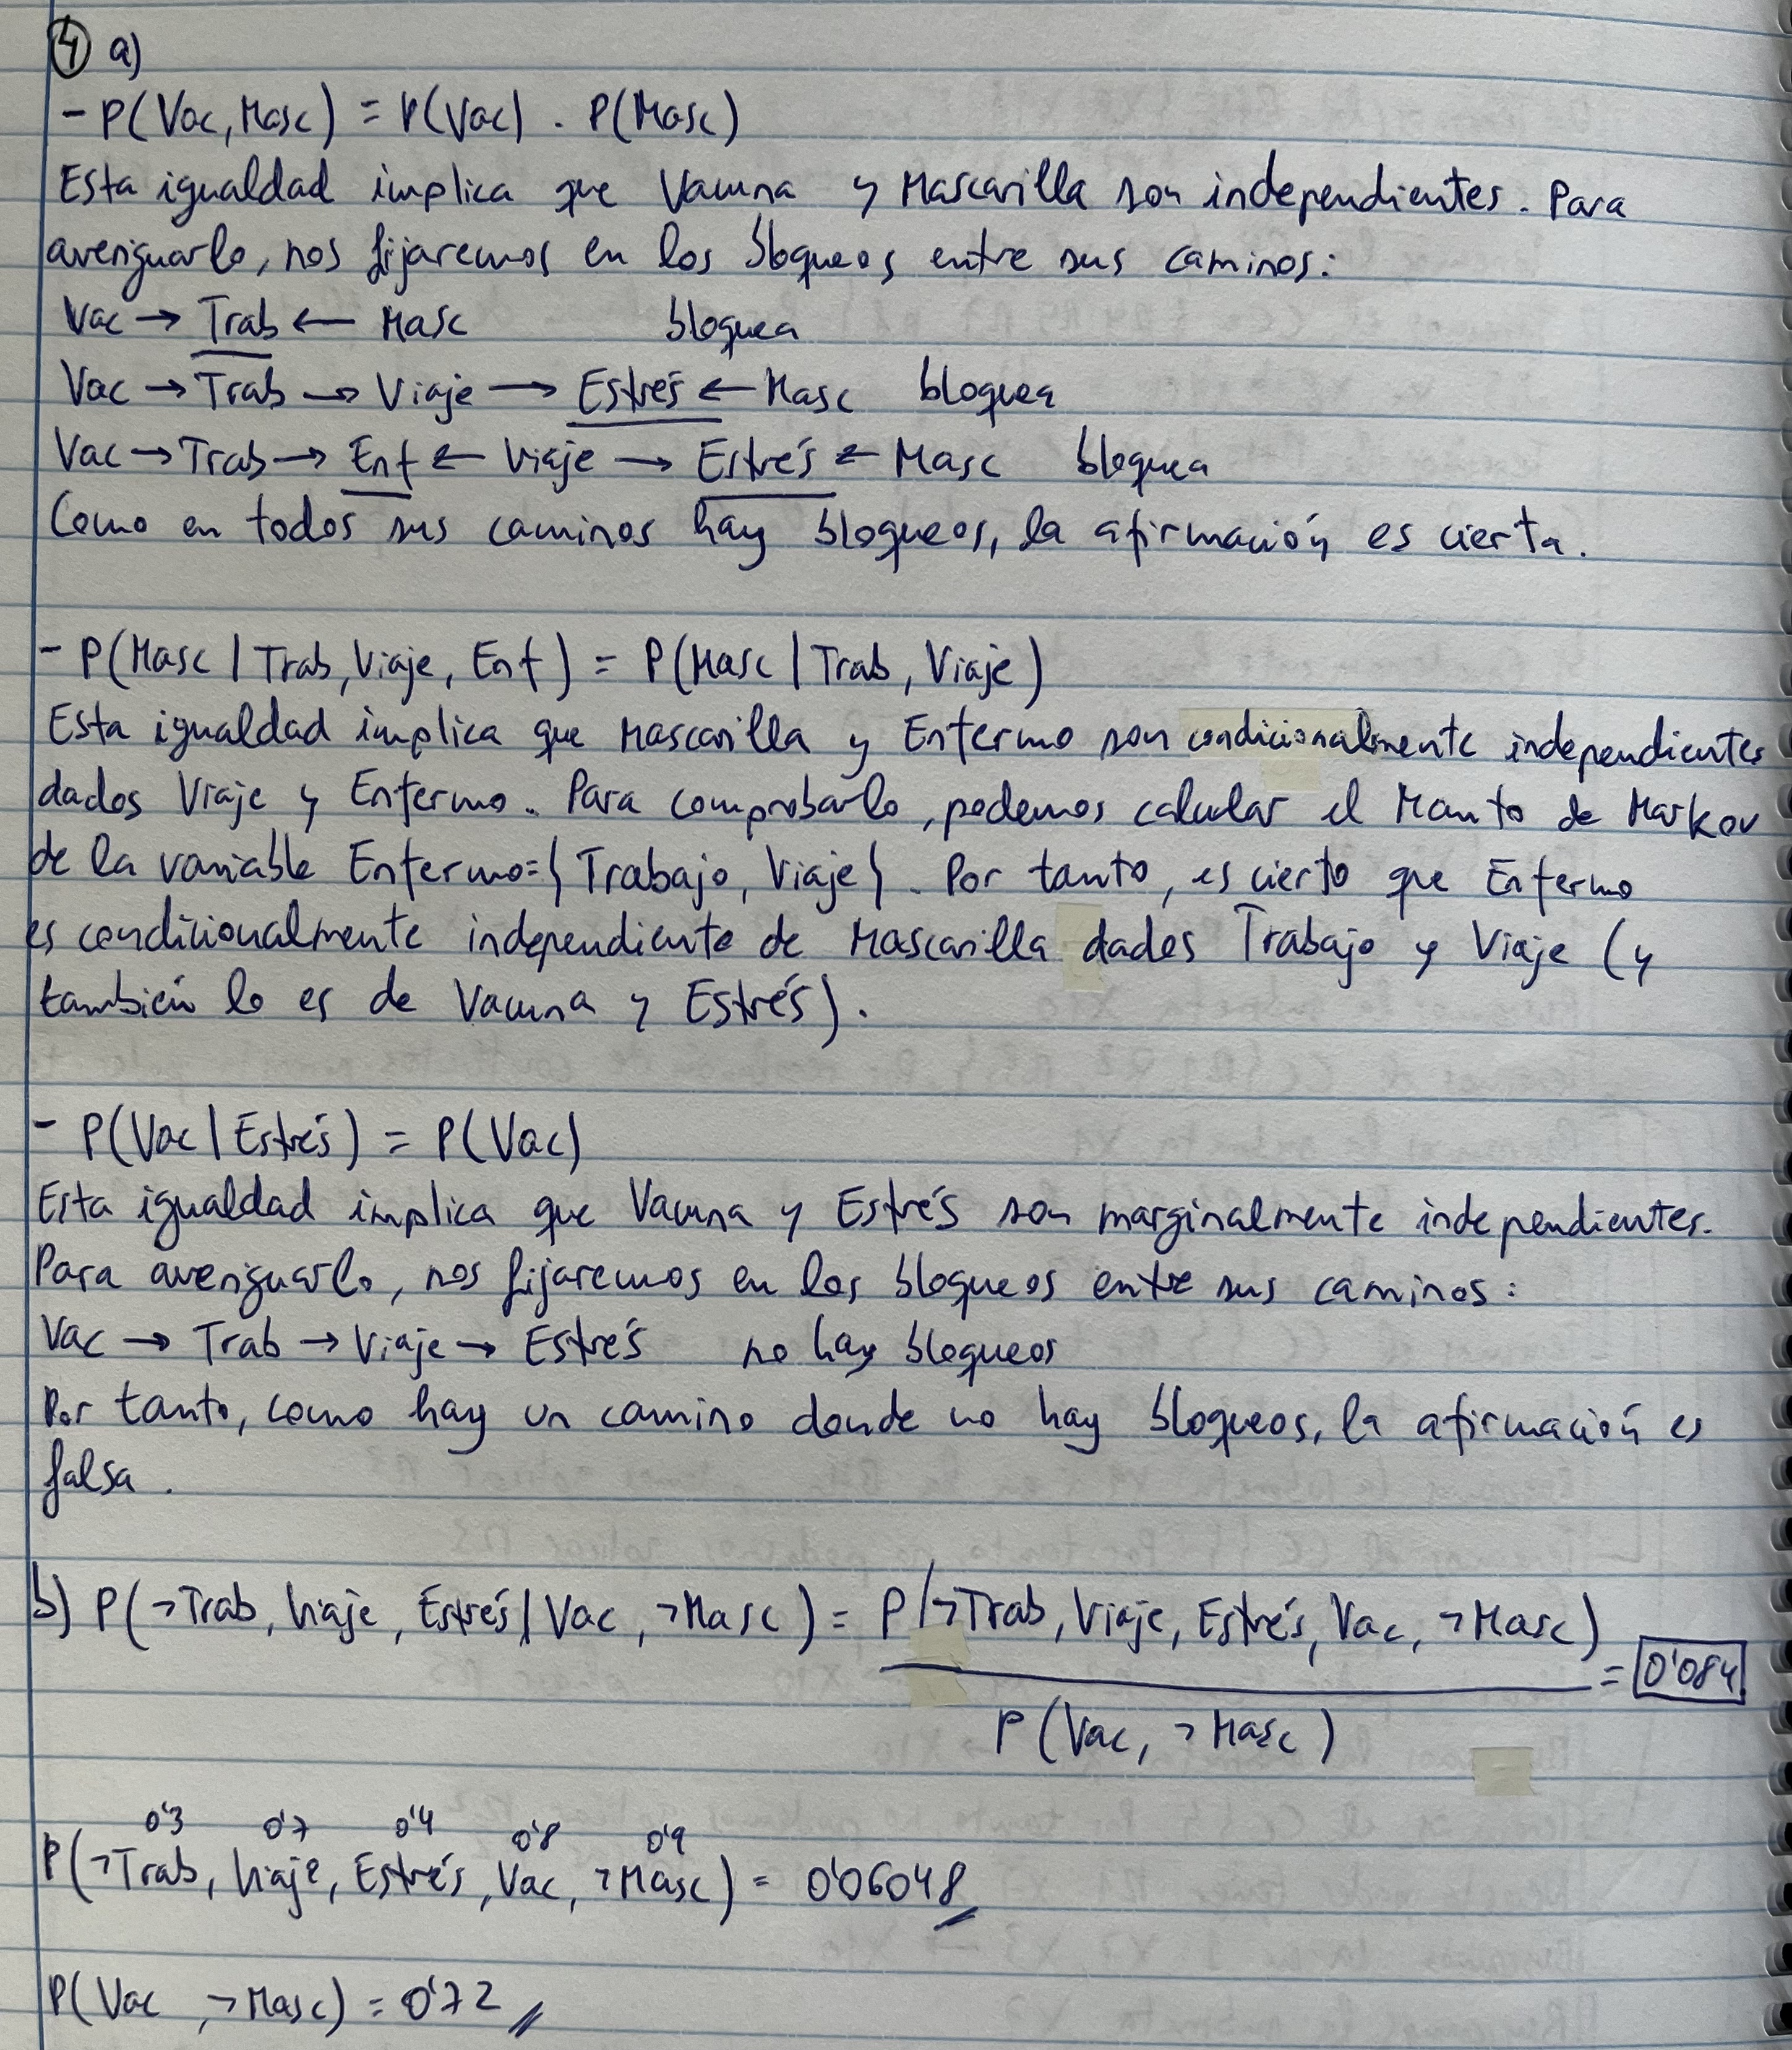 ④ a)
- P(Vac, Masc) = P(Vac) . P(Masc)
Esta igualdad implica que Vacuna y Mascarilla son independientes. Para
averiguarlo, nos fijaremos en los bloqueos entre sus caminos:
Vac → Trab ← Masc bloquea
Vac → Trab → Viaje → Estrés ← Masc bloquea
Vac → Trab → Enf ← Viaje → Estrés ← Masc bloquea
Como en todos sus caminos hay bloqueos, la afirmación es cierta.
- P(Masc | Trab, Viaje, Enf) = P(Masc | Trab, Viaje)
Esta igualdad implica que Mascarilla y Enfermo son condicionalmente independientes
dados Viaje y Enfermo. Para comprobarlo, podemos calcular el Manto de Markov
de la variable Enfermo={Trabajo, Viaje}. Por tanto, es cierto que Enfermo
es condicionalmente independiente de Mascarilla dados Trabajo y Viaje (y
también lo es de Vacuna y Estrés).
- P(Vac | Estrés) = P(Vac)
Esta igualdad implica que Vacuna y Estrés son marginalmente independientes.
Para averiguarlo, nos fijaremos en los bloqueos entre sus caminos:
Vac → Trab → Viaje → Estrés no hay bloqueos
Por tanto, como hay un camino donde no hay bloqueos, la afirmación es
falsa.
b) P(¬Trab, Viaje, Estrés | Vac, ¬Masc) = P(¬Trab, Viaje, Estrés, Vac, ¬Masc)
= 0'084
P(Vac, ¬Masc)
0'3 0'7 0'4 0'8 0'9
P(¬Trab, Viaje, Estrés, Vac, ¬Masc) = 0'06048
P(Vac, ¬Masc) = 0'72